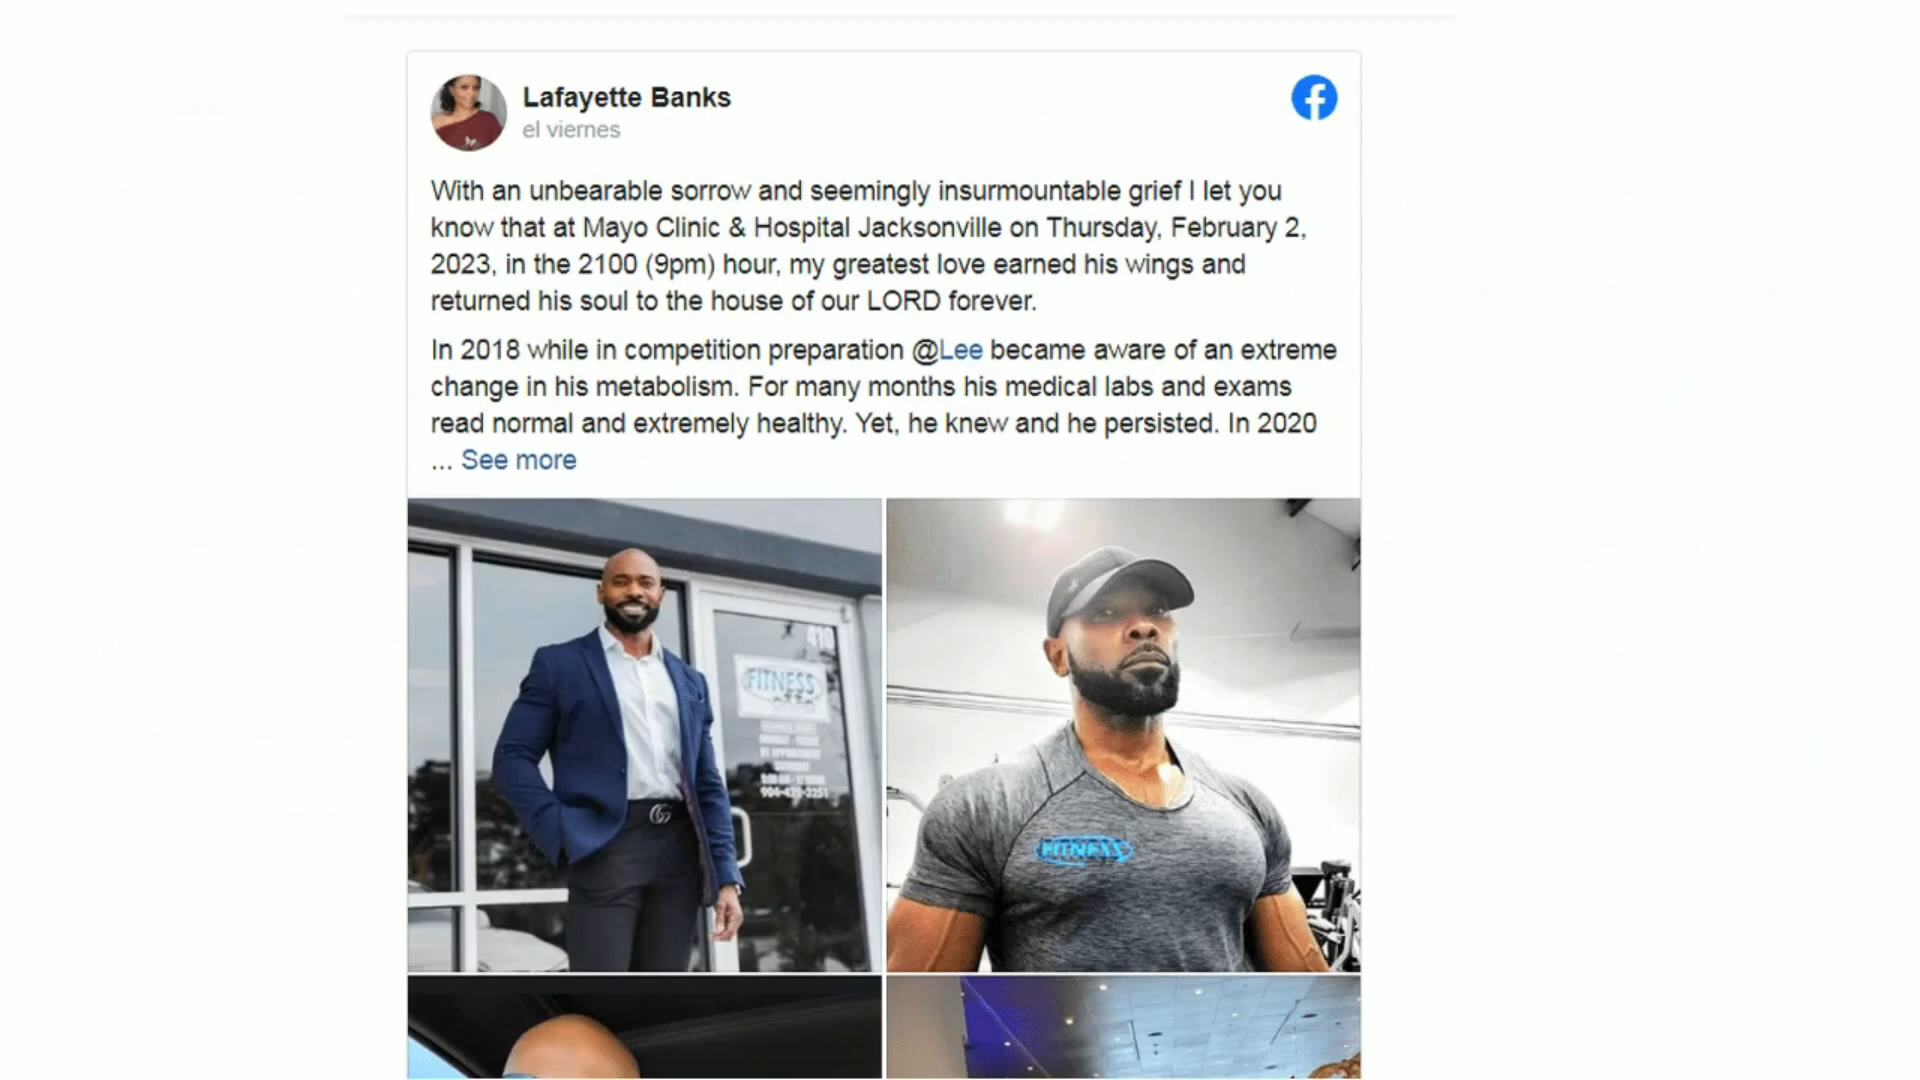 Lafayette Banks
el viernes
With an unbearable sorrow and seemingly insurmountable grief I let you
know that at Mayo Clinic & Hospital Jacksonville on Thursday, February 2,
2023, in the 2100 (9pm) hour, my greatest love earned his wings and
returned his soul to the house of our LORD forever.
In 2018 while in competition preparation @Lee became aware of an extreme
change in his metabolism. For many months his medical labs and exams
read normal and extremely healthy. Yet, he knew and he persisted. In 2020
... See more
410
FITNESS
FITNESS